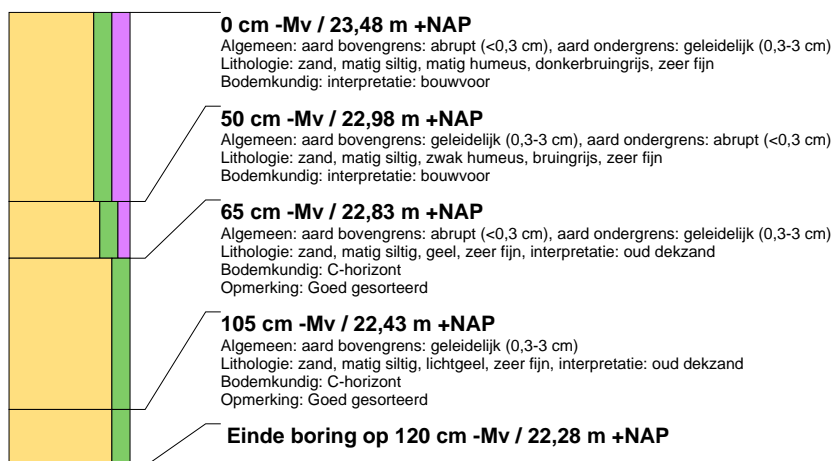 0 cm -Mv / 23,48 m +NAP
Algemeen: aard bovengrens: abrupt (<0,3 cm), aard ondergrens: geleidelijk (0,3-3 cm)
Lithologie: zand, matig siltig, matig humeus, donkerbruingrijs, zeer fijn
Bodemkundig: interpretatie: bouwvoor
50 cm -Mv / 22,98 m +NAP
Algemeen: aard bovengrens: geleidelijk (0,3-3 cm), aard ondergrens: abrupt (<0,3 cm)
Lithologie: zand, matig siltig, zwak humeus, bruingrijs, zeer fijn
Bodemkundig: interpretatie: bouwvoor
65 cm -Mv / 22,83 m +NAP
Algemeen: aard bovengrens: abrupt (<0,3 cm), aard ondergrens: geleidelijk (0,3-3 cm)
Lithologie: zand, matig siltig, geel, zeer fijn, interpretatie: oud dekzand
Bodemkundig: C-horizont
Opmerking: Goed gesorteerd
105 cm -Mv / 22,43 m +NAP
Algemeen: aard bovengrens: geleidelijk (0,3-3 cm)
Lithologie: zand, matig siltig, lichtgeel, zeer fijn, interpretatie: oud dekzand
Bodemkundig: C-horizont
Opmerking: Goed gesorteerd
Einde boring op 120 cm -Mv / 22,28 m +NAP